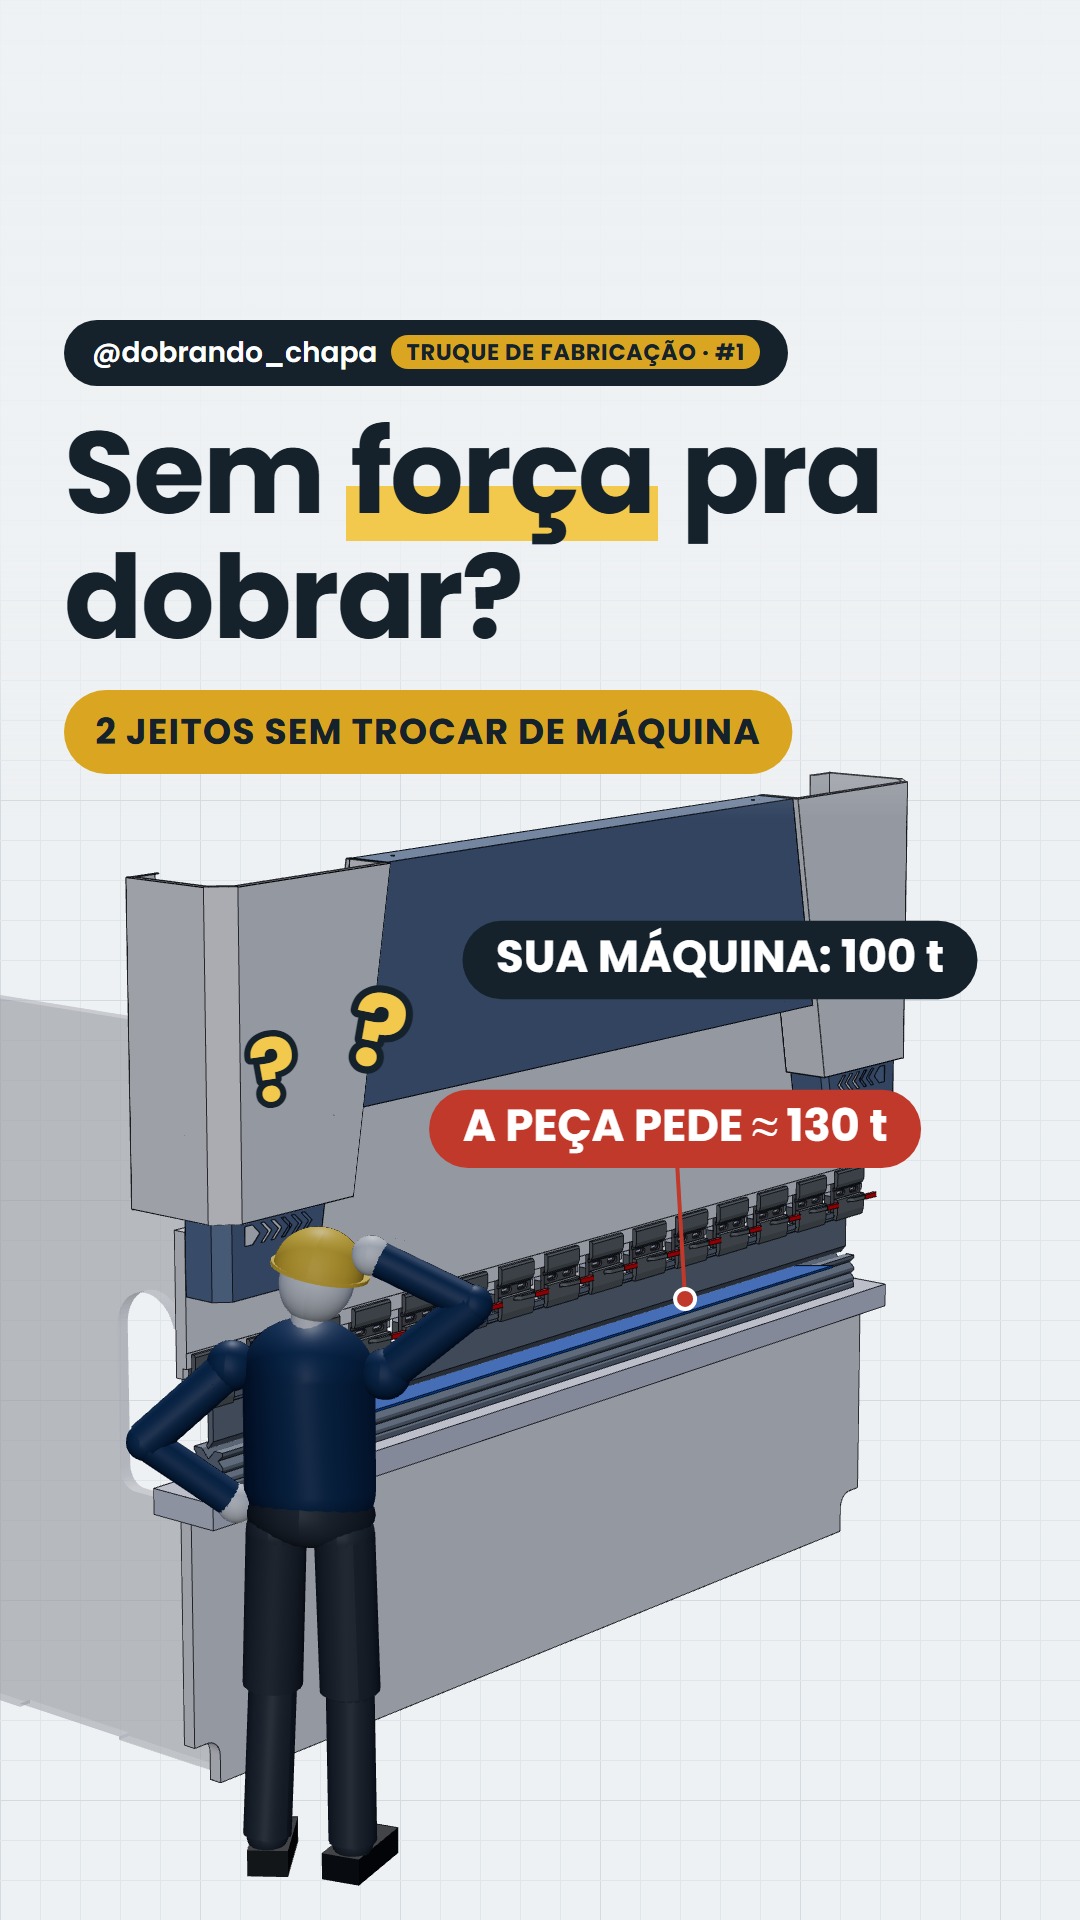 @dobrando_chapa TRUQUE DE FABRICAÇÃO · #1
Sem força pra
dobrar?
2 JEITOS SEM TROCAR DE MÁQUINA
SUA MÁQUINA: 100 t
? ?
A PEÇA PEDE ≈ 130 t